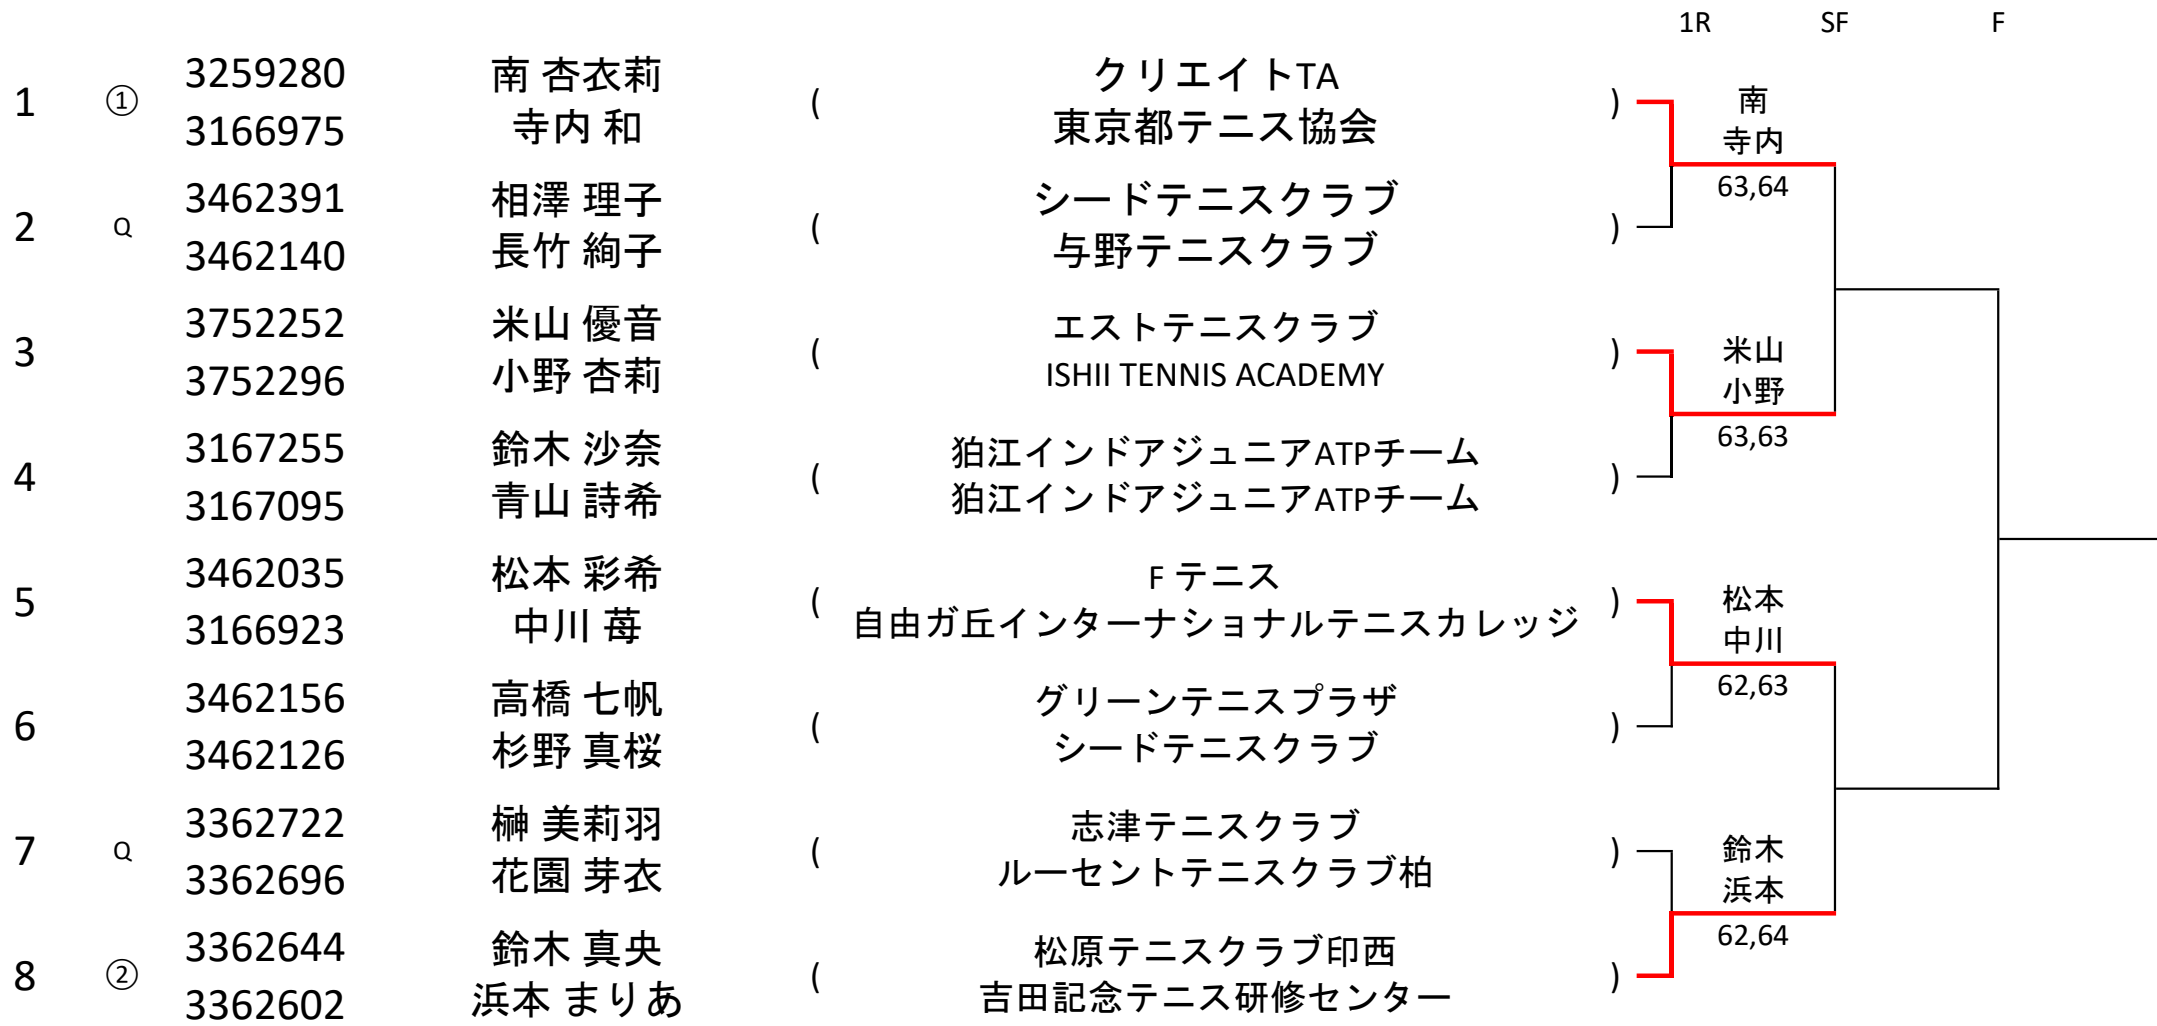 1R SF F
1 ① 3259280 南 杏衣莉 ( クリエイトTA )
3166975 寺内 和 東京都テニス協会
南
寺内
63,64
2 Q 3462391 相澤 理子 ( シードテニスクラブ )
3462140 長竹 絢子 与野テニスクラブ
3 3752252 米山 優音 ( エストテニスクラブ )
3752296 小野 杏莉 ISHII TENNIS ACADEMY
米山
小野
63,63
4 3167255 鈴木 沙奈 ( 狛江インドアジュニアATPチーム )
3167095 青山 詩希 狛江インドアジュニアATPチーム
5 3462035 松本 彩希 ( F テニス )
3166923 中川 苺 自由ガ丘インターナショナルテニスカレッジ
松本
中川
62,63
6 3462156 高橋 七帆 ( グリーンテニスプラザ )
3462126 杉野 真桜 シードテニスクラブ
7 Q 3362722 榊 美莉羽 ( 志津テニスクラブ )
3362696 花園 芽衣 ルーセントテニスクラブ柏
鈴木
浜本
62,64
8 ② 3362644 鈴木 真央 ( 松原テニスクラブ印西 )
3362602 浜本 まりあ 吉田記念テニス研修センター